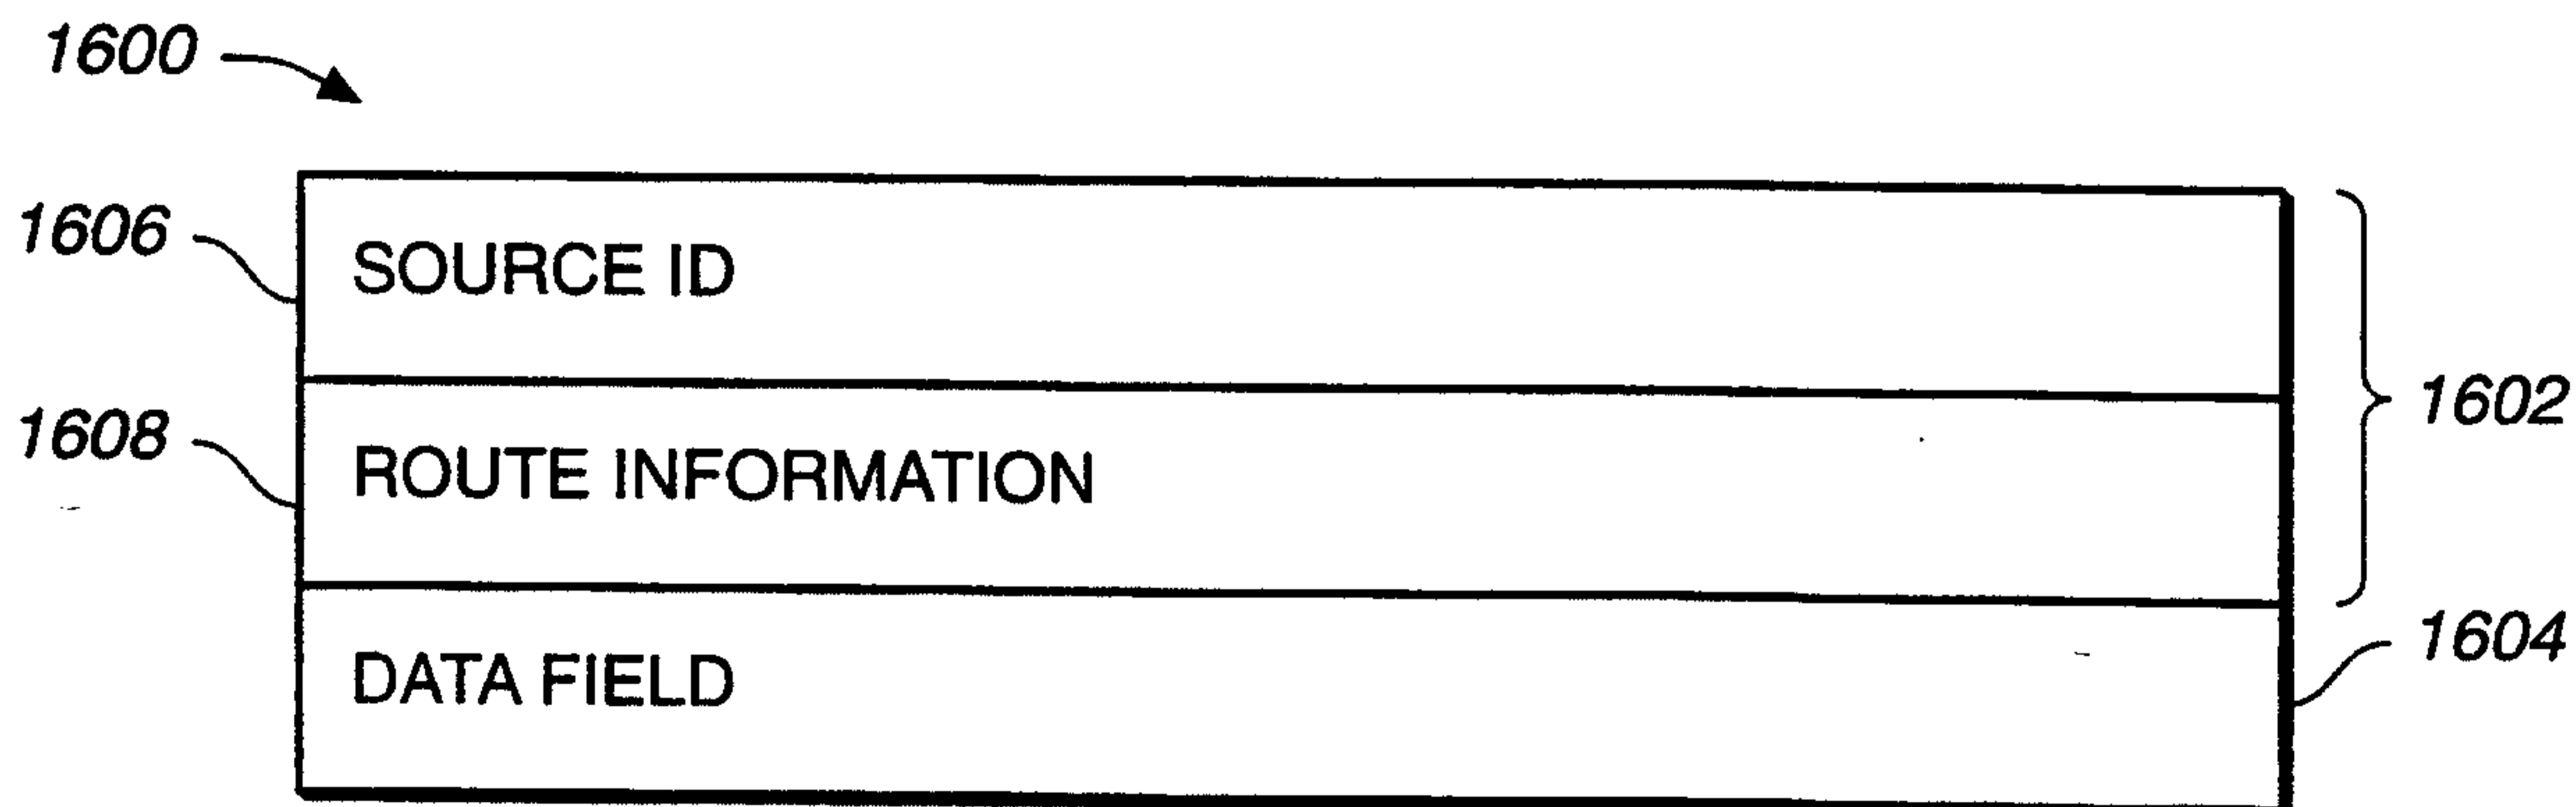 1600
1606
SOURCE ID
1602
1608
ROUTE INFORMATION
1604
DATA FIELD